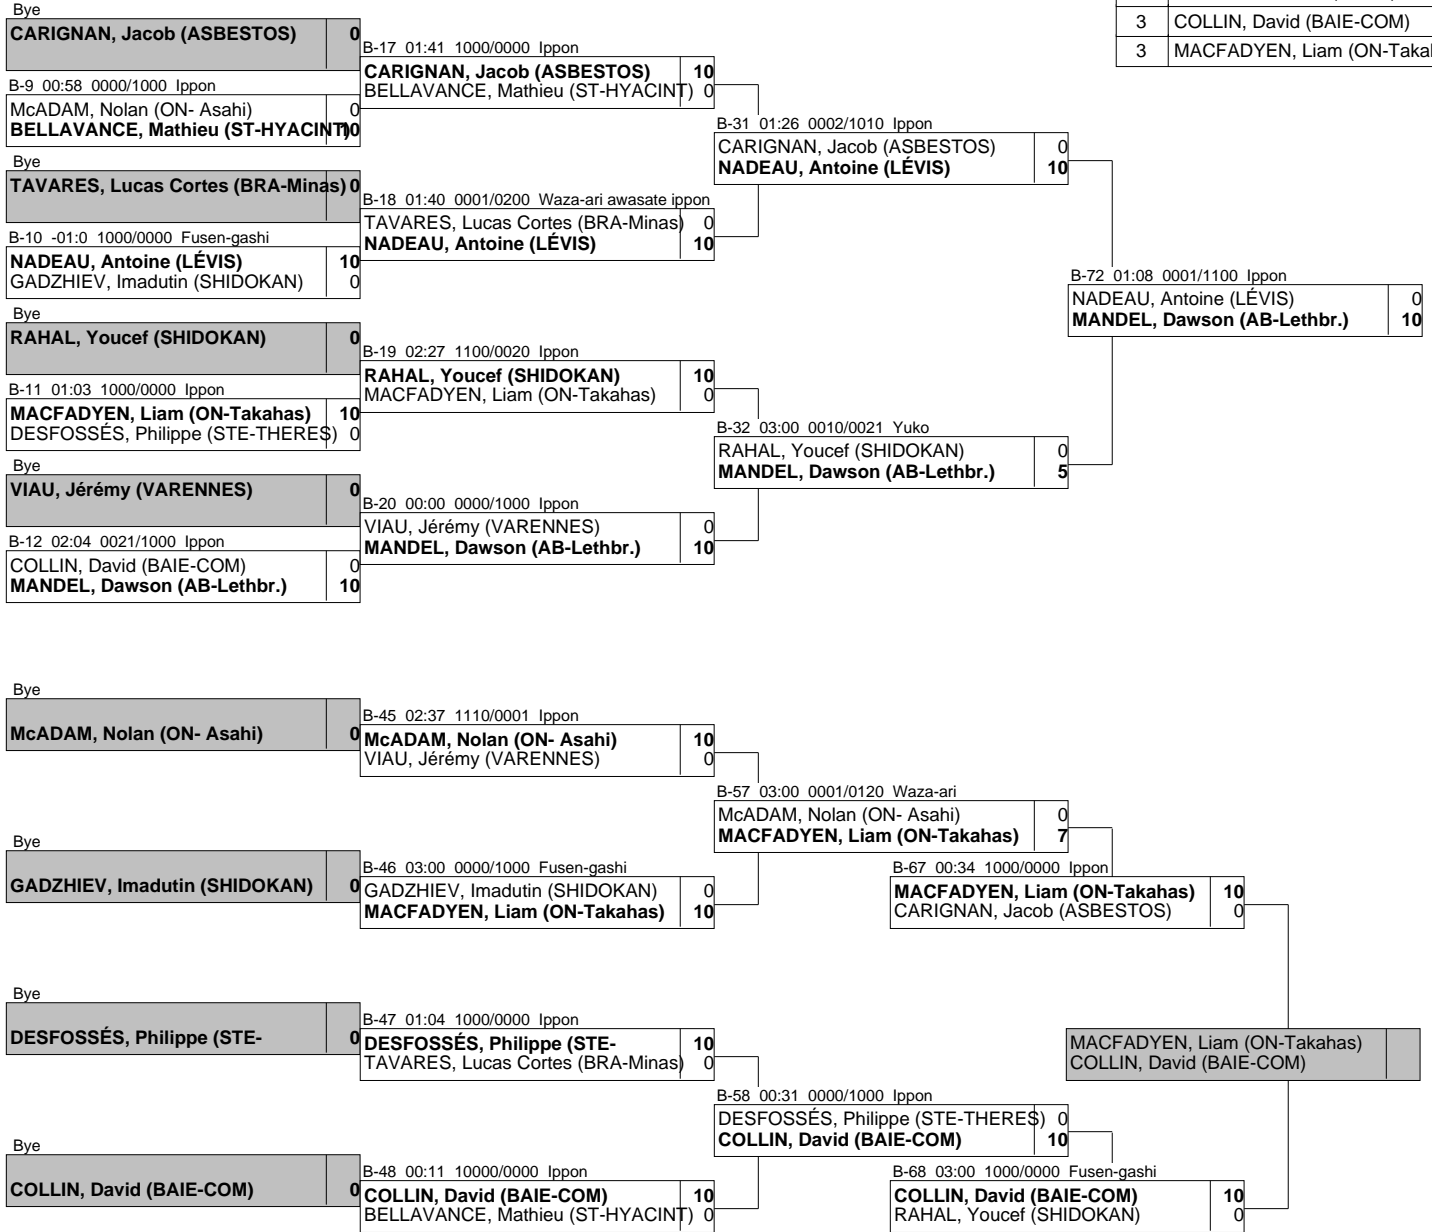 Bye
CARIGNAN, Jacob (ASBESTOS) 0
B-9 00:58 0000/1000 Ippon
McADAM, Nolan (ON- Asahi) 0
BELLAVANCE, Mathieu (ST-HYACINT) 10
Bye
TAVARES, Lucas Cortes (BRA-Minas) 0
B-10 -01:0 1000/0000 Fusen-gashi
NADEAU, Antoine (LÉVIS) 10
GADZHIEV, Imadutin (SHIDOKAN) 0
Bye
RAHAL, Youcef (SHIDOKAN) 0
B-11 01:03 1000/0000 Ippon
MACFADYEN, Liam (ON-Takahas) 10
DESFOSSÉS, Philippe (STE-THERES) 0
Bye
VIAU, Jérémy (VARENNES) 0
B-12 02:04 0021/1000 Ippon
COLLIN, David (BAIE-COM) 0
MANDEL, Dawson (AB-Lethbr.) 10
B-17 01:41 1000/0000 Ippon
CARIGNAN, Jacob (ASBESTOS) 10
BELLAVANCE, Mathieu (ST-HYACINT) 0
B-18 01:40 0001/0200 Waza-ari awasate ippon
TAVARES, Lucas Cortes (BRA-Minas) 0
NADEAU, Antoine (LÉVIS) 10
B-19 02:27 1100/0020 Ippon
RAHAL, Youcef (SHIDOKAN) 10
MACFADYEN, Liam (ON-Takahas) 0
B-20 00:00 0000/1000 Ippon
VIAU, Jérémy (VARENNES) 0
MANDEL, Dawson (AB-Lethbr.) 10
B-31 01:26 0002/1010 Ippon
CARIGNAN, Jacob (ASBESTOS) 0
NADEAU, Antoine (LÉVIS) 10
B-32 03:00 0010/0021 Yuko
RAHAL, Youcef (SHIDOKAN) 0
MANDEL, Dawson (AB-Lethbr.) 5
B-72 01:08 0001/1100 Ippon
NADEAU, Antoine (LÉVIS) 0
MANDEL, Dawson (AB-Lethbr.) 10
3 COLLIN, David (BAIE-COM)
3 MACFADYEN, Liam (ON-Takah
Bye
McADAM, Nolan (ON- Asahi) 0
Bye
GADZHIEV, Imadutin (SHIDOKAN) 0
Bye
DESFOSSÉS, Philippe (STE- 0
Bye
COLLIN, David (BAIE-COM) 0
B-45 02:37 1110/0001 Ippon
McADAM, Nolan (ON- Asahi) 10
VIAU, Jérémy (VARENNES) 0
B-46 03:00 0000/1000 Fusen-gashi
GADZHIEV, Imadutin (SHIDOKAN) 0
MACFADYEN, Liam (ON-Takahas) 10
B-47 01:04 1000/0000 Ippon
DESFOSSÉS, Philippe (STE- 10
TAVARES, Lucas Cortes (BRA-Minas) 0
B-48 00:11 10000/0000 Ippon
COLLIN, David (BAIE-COM) 10
BELLAVANCE, Mathieu (ST-HYACINT) 0
B-57 03:00 0001/0120 Waza-ari
McADAM, Nolan (ON- Asahi) 0
MACFADYEN, Liam (ON-Takahas) 7
B-58 00:31 0000/1000 Ippon
DESFOSSÉS, Philippe (STE-THERES) 0
COLLIN, David (BAIE-COM) 10
B-67 00:34 1000/0000 Ippon
MACFADYEN, Liam (ON-Takahas) 10
CARIGNAN, Jacob (ASBESTOS) 0
B-68 03:00 1000/0000 Fusen-gashi
COLLIN, David (BAIE-COM) 10
RAHAL, Youcef (SHIDOKAN) 0
MACFADYEN, Liam (ON-Takahas)
COLLIN, David (BAIE-COM)